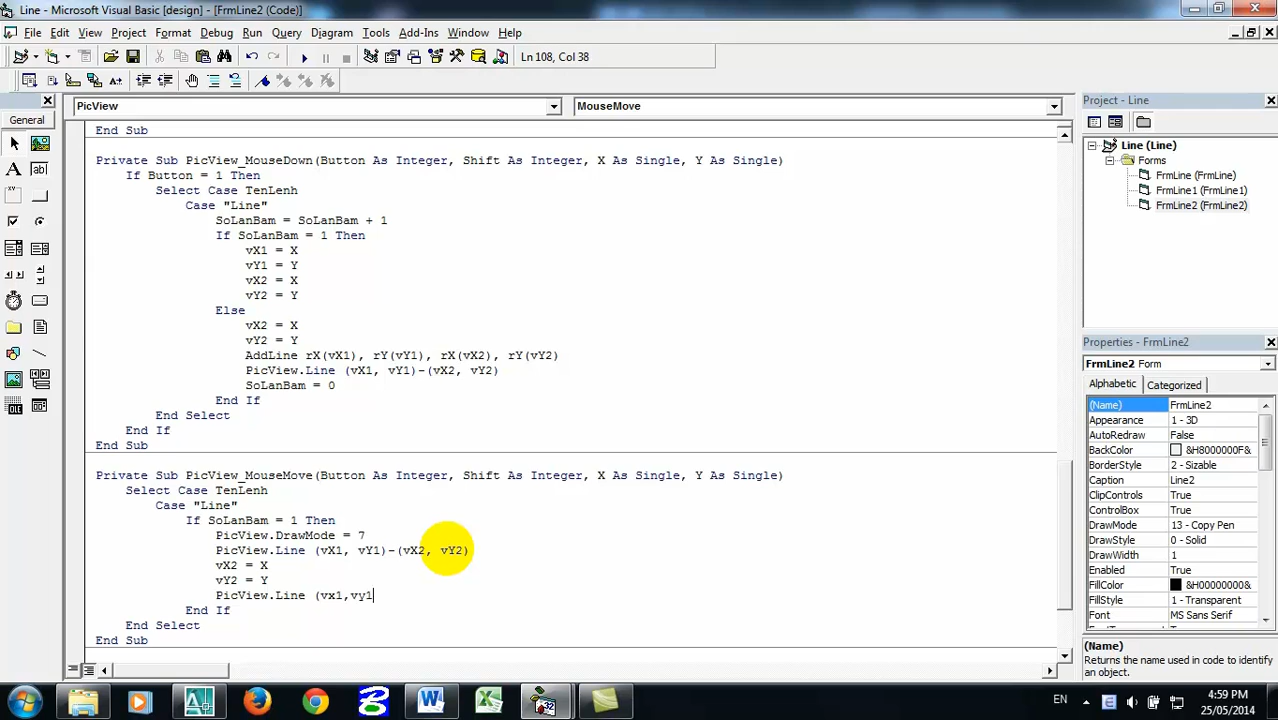 Line - Microsoft Visual Basic [design] - [FrmLine2 (Code)]
File Edit View Project Format Debug Run Query Diagram Tools Add-Ins Window Help
Ln 108, Col 38
General
PicView
MouseMove
End Sub
Private Sub PicView_MouseDown(Button As Integer, Shift As Integer, X As Single, Y As Single)
If Button = 1 Then
Select Case TenLenh
Case "Line"
SoLanBam = SoLanBam + 1
If SoLanBam = 1 Then
vX1 = X
vY1 = Y
vX2 = X
vY2 = Y
Else
vX2 = X
vY2 = Y
AddLine rX(vX1), rY(vY1), rX(vX2), rY(vY2)
PicView.Line (vX1, vY1)-(vX2, vY2)
SoLanBam = 0
End If
End Select
End If
End Sub
Private Sub PicView_MouseMove(Button As Integer, Shift As Integer, X As Single, Y As Single)
Select Case TenLenh
Case "Line"
If SoLanBam = 1 Then
PicView.DrawMode = 7
PicView.Line (vX1, vY1)-(vX2, vY2)
vX2 = X
vY2 = Y
PicView.Line (vx1,vy1
End If
End Select
End Sub
Project - Line
Line (Line)
Forms
FrmLine (FrmLine)
FrmLine1 (FrmLine1)
FrmLine2 (FrmLine2)
Properties - FrmLine2
FrmLine2 Form
Alphabetic Categorized
(Name) FrmLine2
Appearance 1 - 3D
AutoRedraw False
BackColor &H8000000F&
BorderStyle 2 - Sizable
Caption Line2
ClipControls True
ControlBox True
DrawMode 13 - Copy Pen
DrawStyle 0 - Solid
DrawWidth 1
Enabled True
FillColor &H00000000&
FillStyle 1 - Transparent
Font MS Sans Serif
(Name)
Returns the name used in code to identify
an object.
EN
4:59 PM
25/05/2014